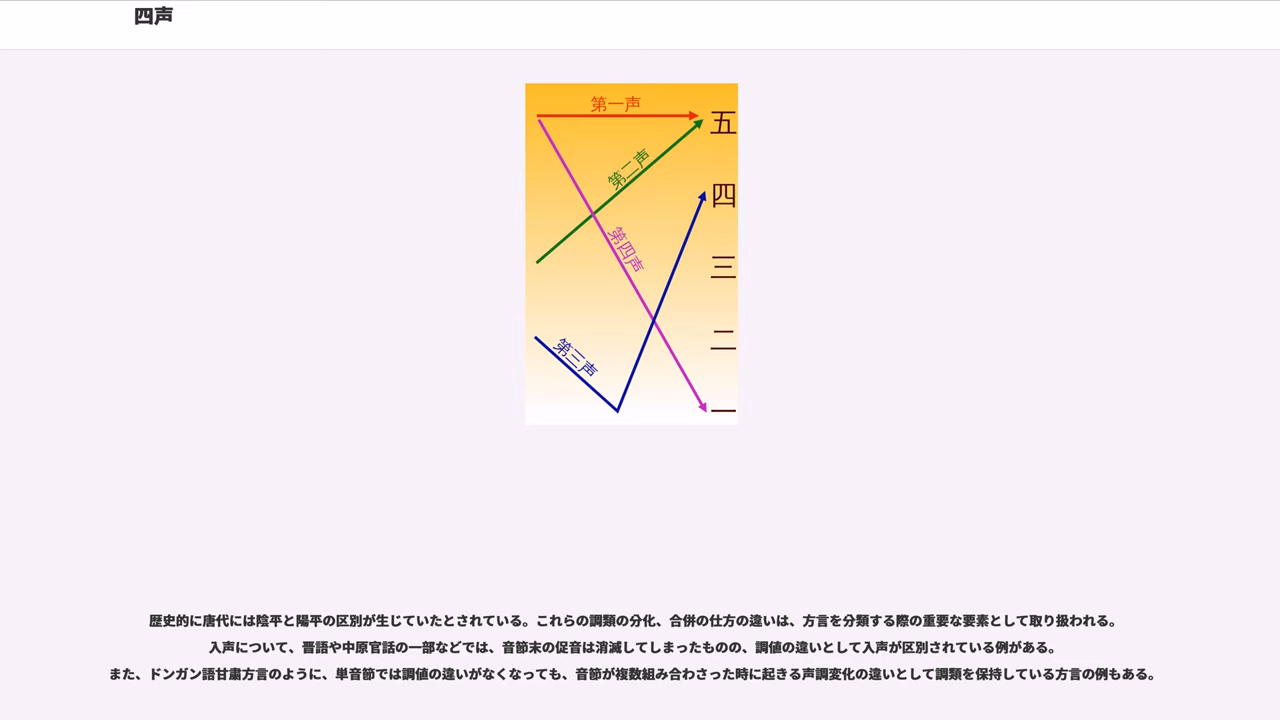 四声
第一声
五
第二声
四
第四声
三
二
第三声
一
歴史的に唐代には陰平と陽平の区別が生じていたとされている。これらの調類の分化、合併の仕方の違いは、方言を分類する際の重要な要素として取り扱われる。
入声について、晋語や中原官話の一部などでは、音節末の促音は消滅してしまったものの、調値の違いとして入声が区別されている例がある。
また、ドンガン語甘粛方言のように、単音節では調値の違いがなくなっても、音節が複数組み合わさった時に起きる声調変化の違いとして調類を保持している方言の例もある。